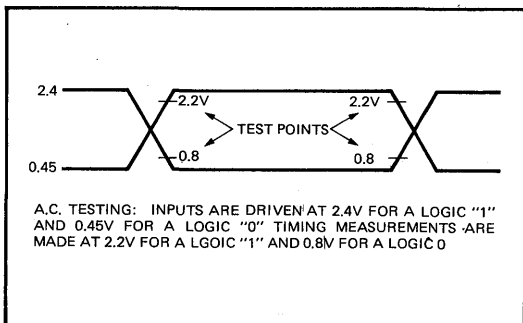 2.4
2.2V 2.2V
TEST POINTS
0.8 0.8
0.45
A.C. TESTING: INPUTS ARE DRIVEN AT 2.4V FOR A LOGIC "1"
AND 0.45V FOR A LOGIC "0" TIMING MEASUREMENTS ARE
MADE AT 2.2V FOR A LGOIC "1" AND 0.8V FOR A LOGIC 0